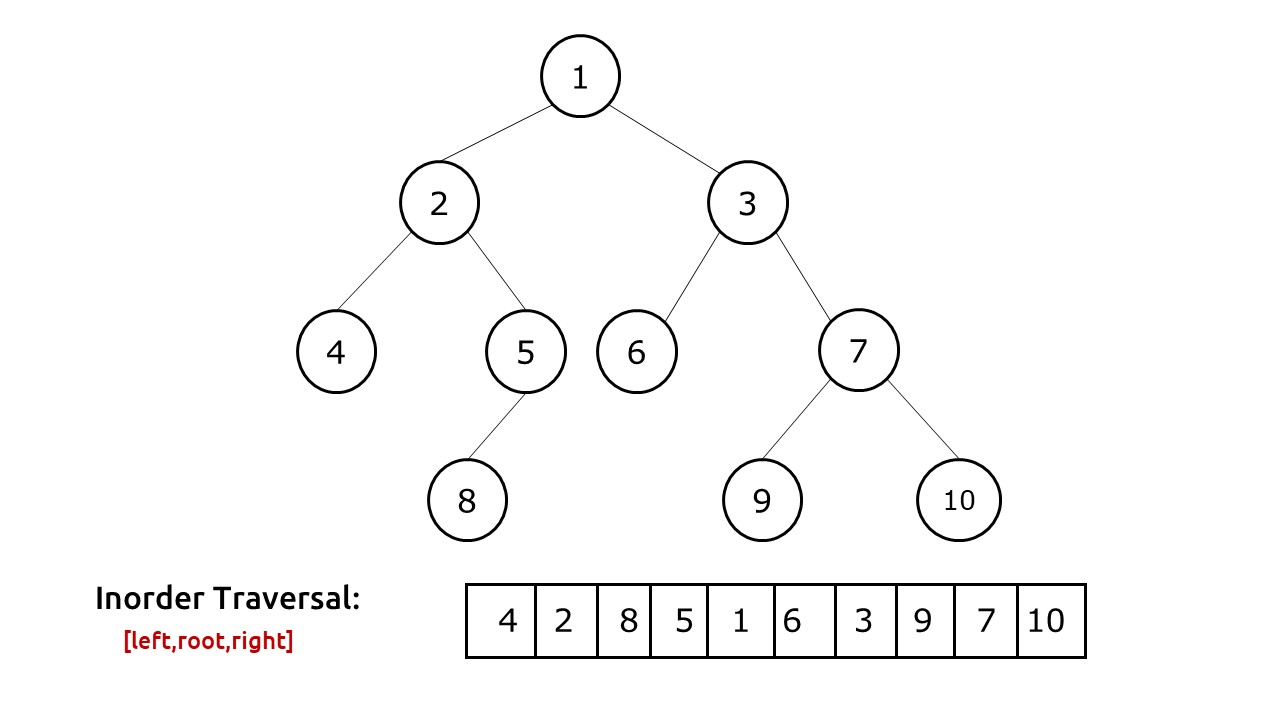 1
2 3
4 5 6 7
8 9 10
Inorder Traversal:
[left,root,right]
4 2 8 5 1 6 3 9 7 10